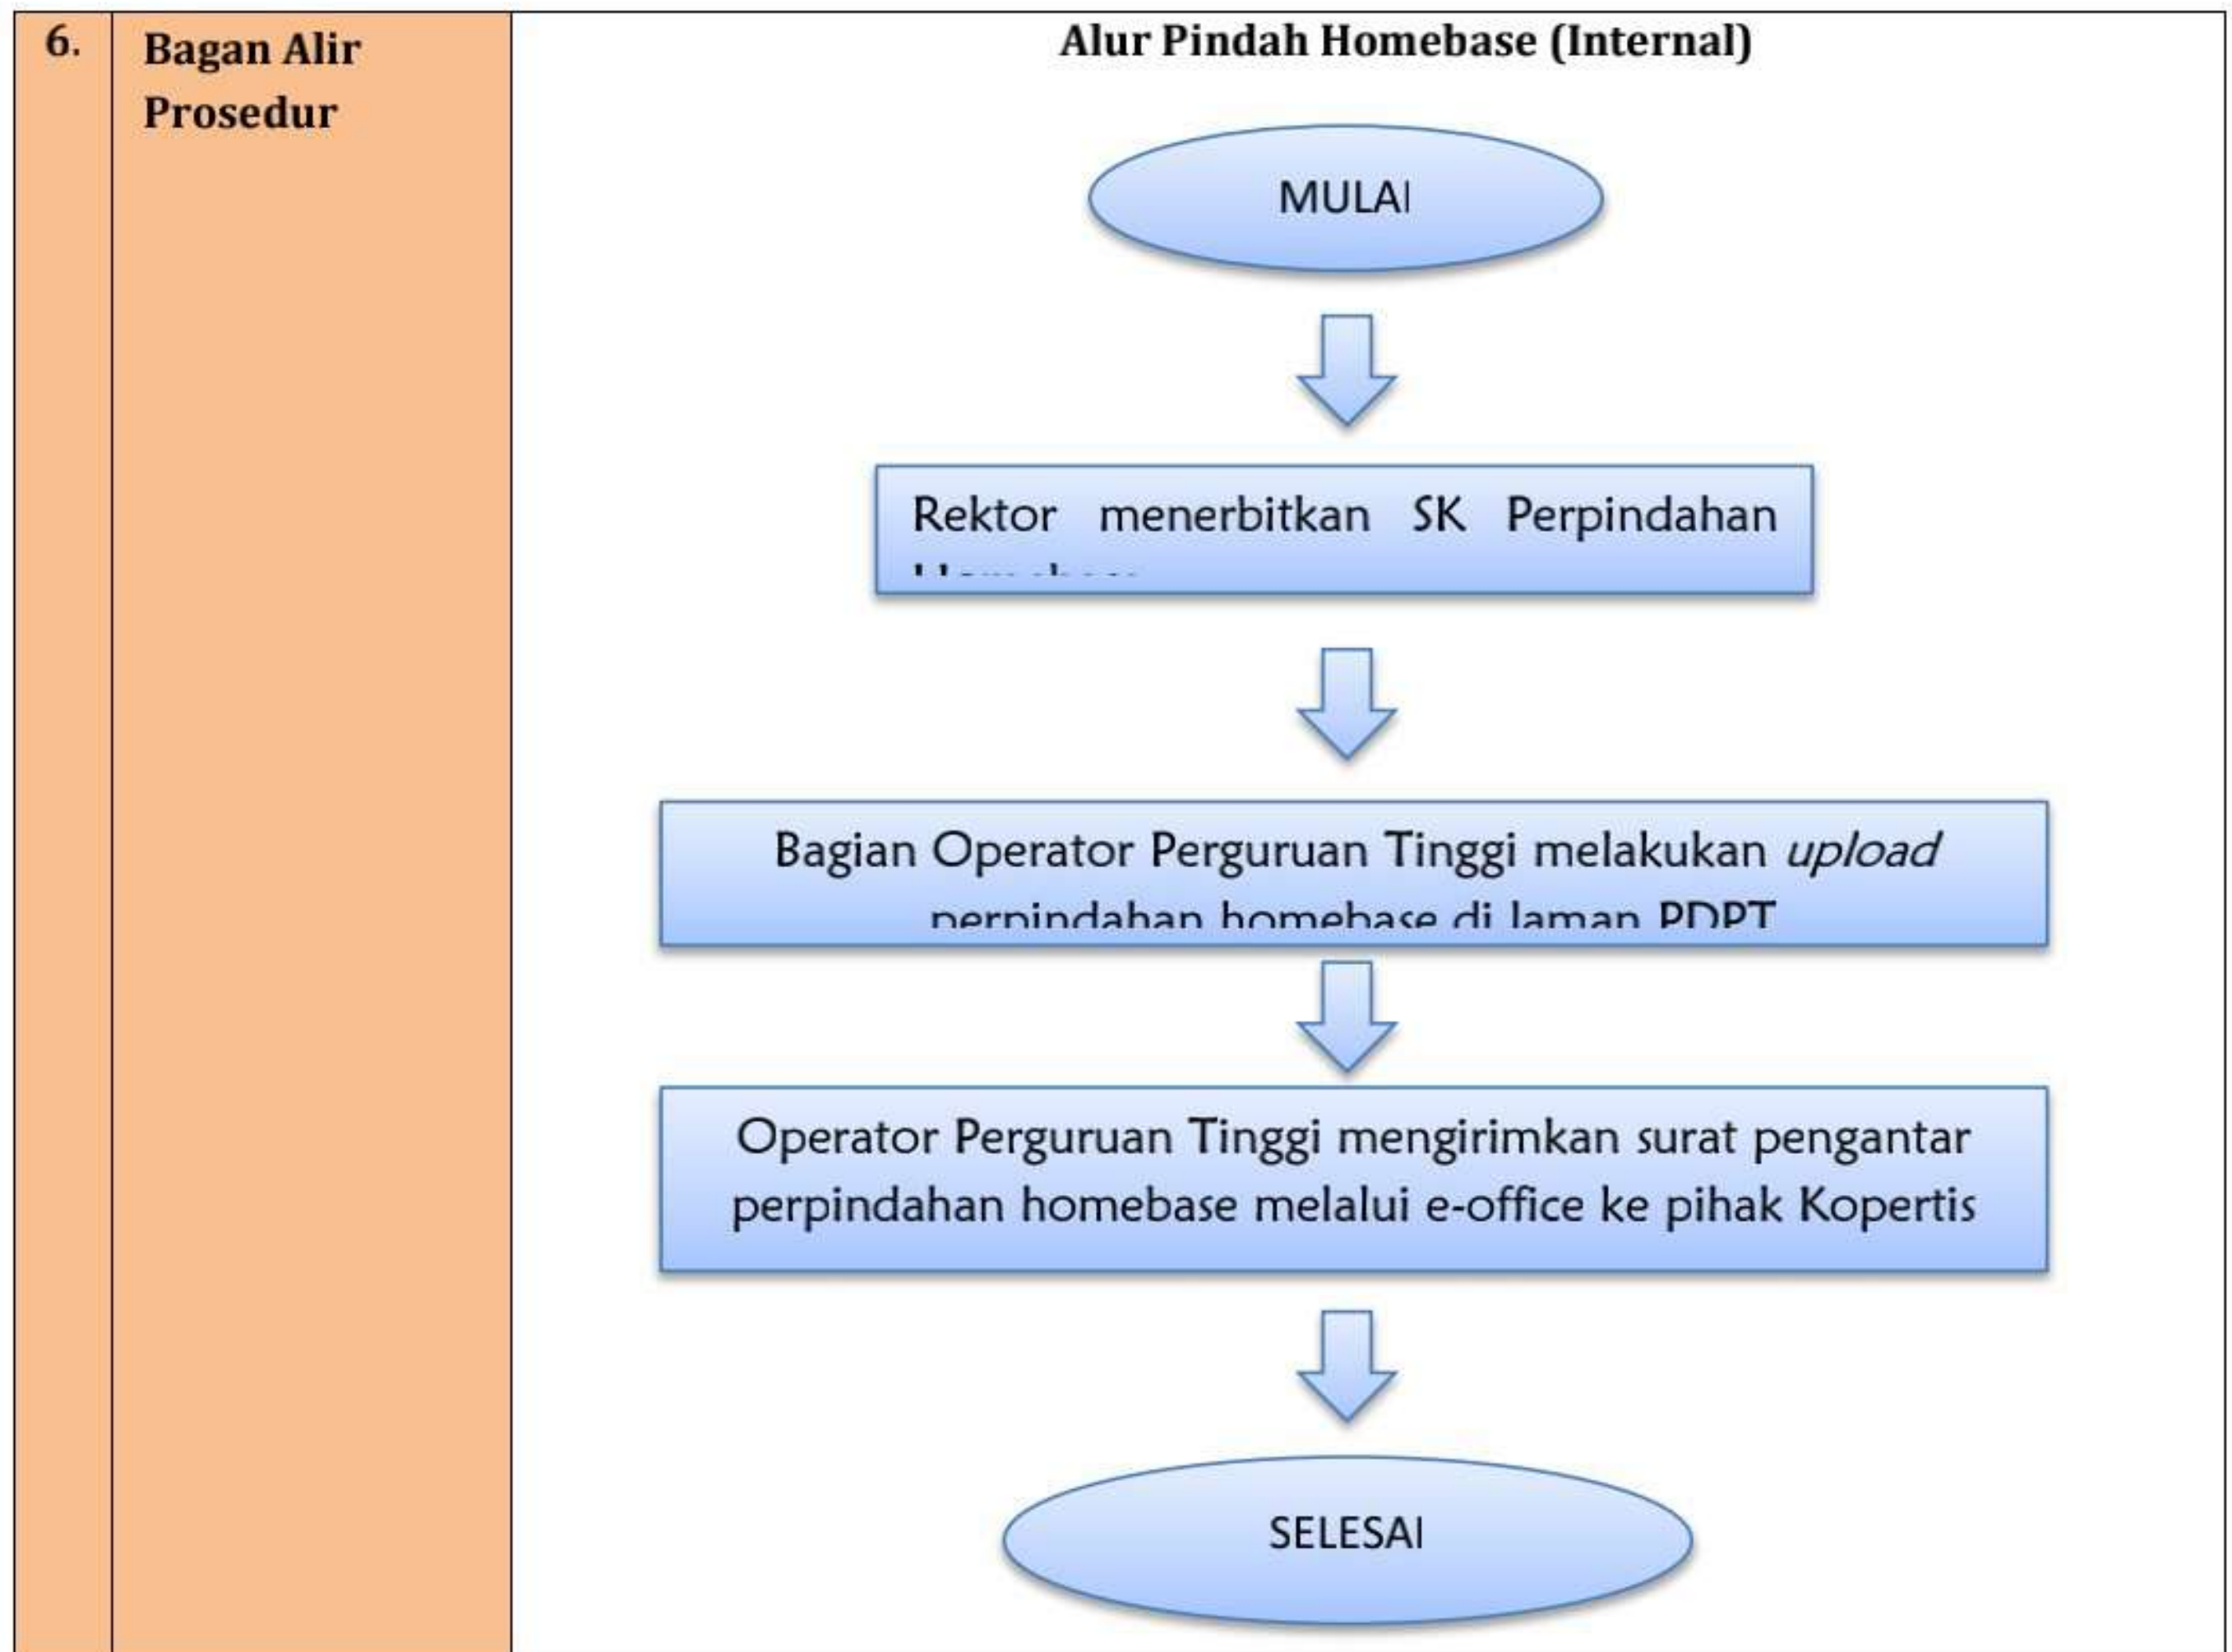 6.
Bagan Alir
Prosedur
Alur Pindah Homebase (Internal)
MULAI
Rektor menerbitkan SK Perpindahan
Bagian Operator Perguruan Tinggi melakukan upload
perpindahan homebase di laman PDPT
Operator Perguruan Tinggi mengirimkan surat pengantar
perpindahan homebase melalui e-office ke pihak Kopertis
SELESAI